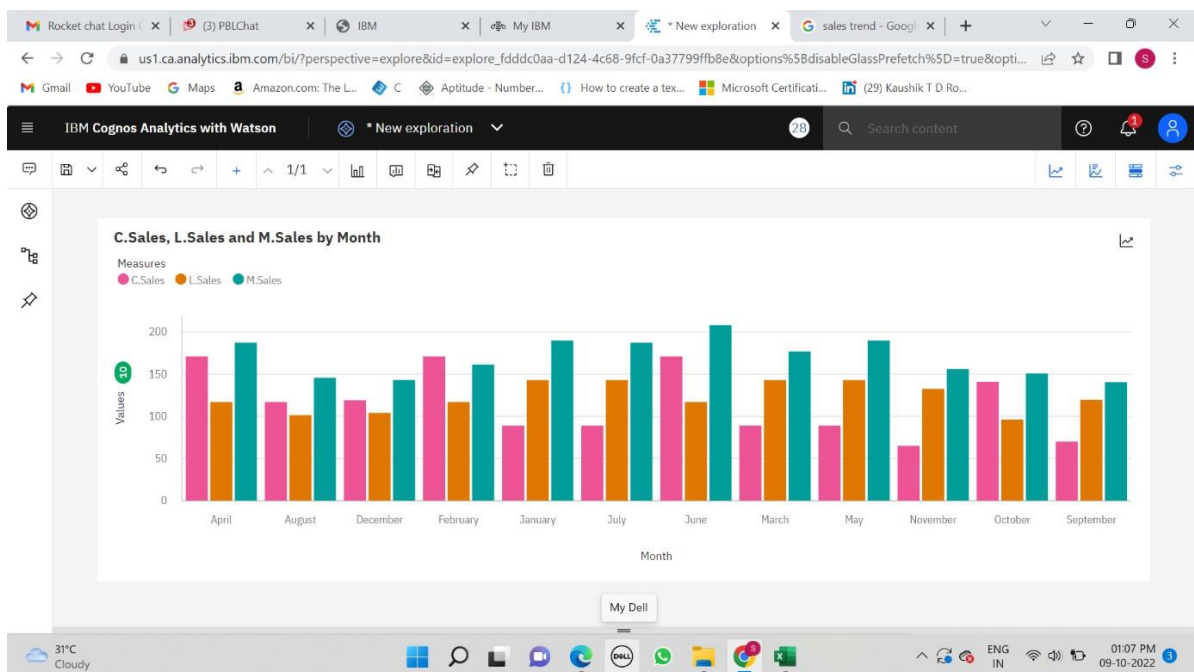 Rocket chat Login
(3) PBLChat
IBM
My IBM
* New exploration
sales trend - Googl
us1.ca.analytics.ibm.com/bi/?perspective=explore&id=explore_fdddc0aa-d124-4c68-9fcf-0a37799ffb8e&options%5BdisableGlassPrefetch%5D=true&opti...
S
Gmail
YouTube
Maps
Amazon.com: The L...
C
Aptitude - Number...
How to create a tex...
Microsoft Certificati...
(29) Kaushik T D Ro...
IBM Cognos Analytics with Watson
* New exploration
28
Search content
1
1/1
C.Sales, L.Sales and M.Sales by Month
Measures
C.Sales L.Sales M.Sales
Values
10
200
150
100
50
0
April August December February January July June March May November October September
Month
My Dell
31°C
Cloudy
DELL
ENG
IN
01:07 PM
09-10-2022
3